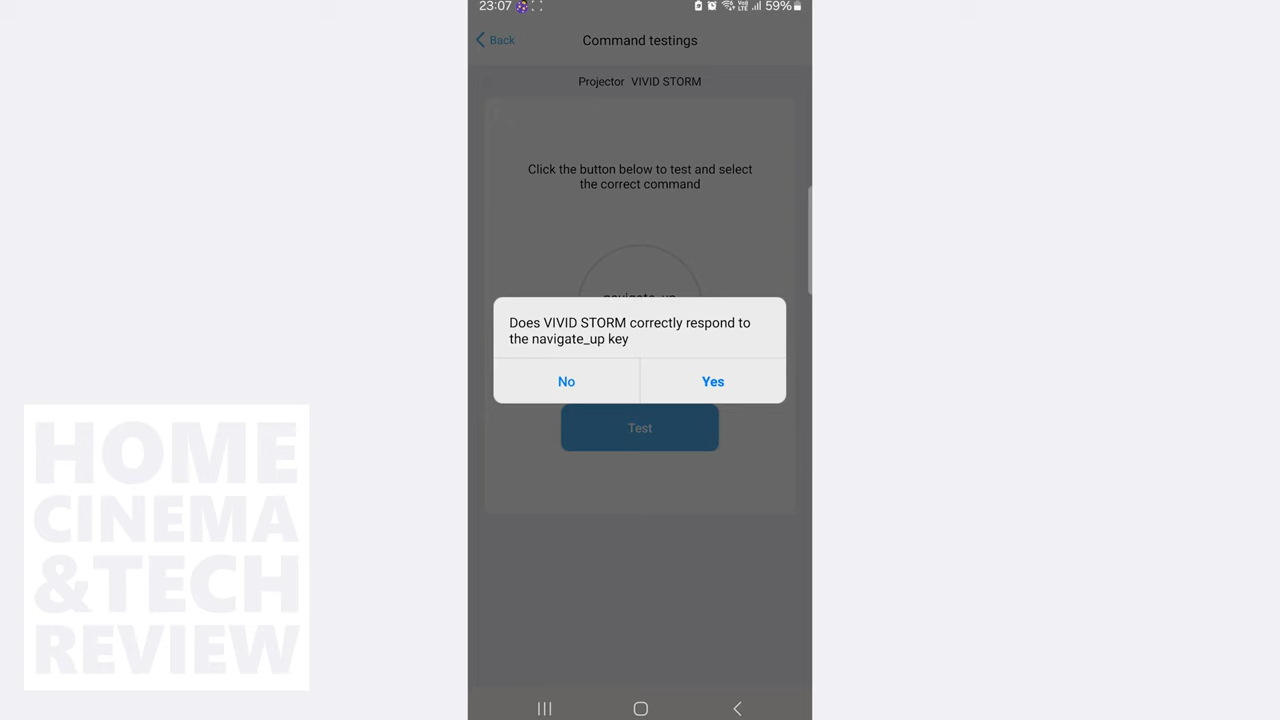 23:07
59%
Back
Command testings
Projector VIVID STORM
Click the button below to test and select
the correct command
navigate_up
Does VIVID STORM correctly respond to
the navigate_up key
No Yes
Test
HOME
CINEMA
&TECH
REVIEW